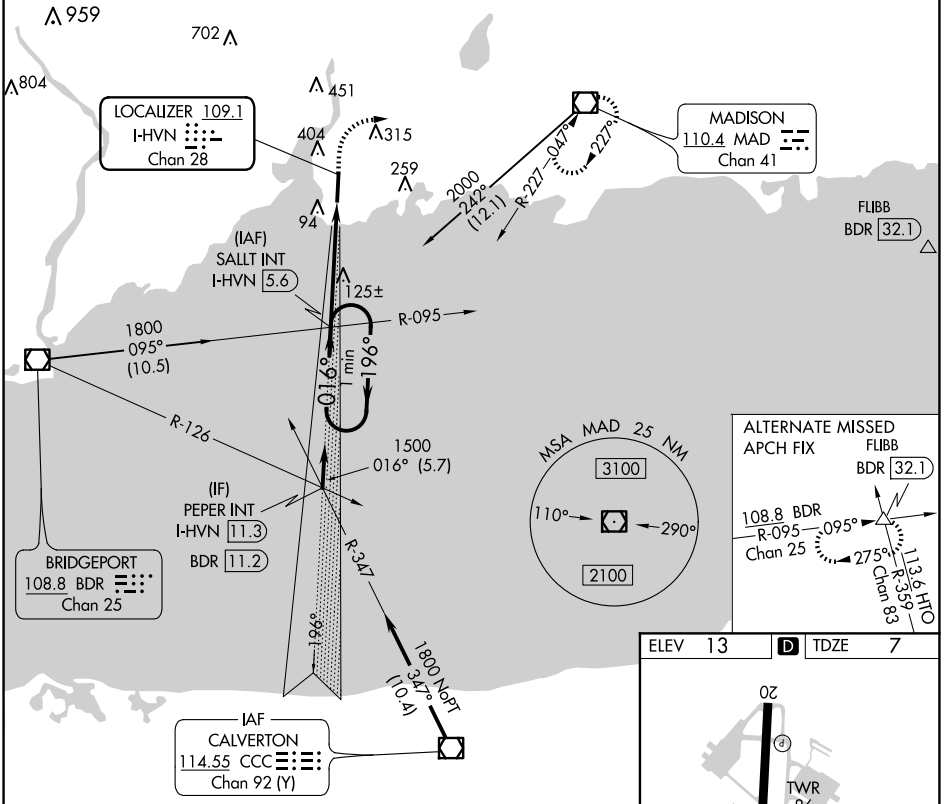 959
702
804
451
LOCALIZER 109.1
I-HVN
Chan 28
404
315
259
94
MADISON
110.4 MAD
Chan 41
R-227
047°
227°
2000
242°
(12.1)
FLIBB
BDR 32.1
(IAF)
SALLT INT
I-HVN 5.6
125±
1800
095°
(10.5)
R-095
016°
1 min
196°
R-126
1500
016° (5.7)
(IF)
PEPER INT
I-HVN 11.3
BDR 11.2
BRIDGEPORT
108.8 BDR
Chan 25
R-347
196°
1800 NoPT
347°
(10.4)
IAF
CALVERTON
114.55 CCC
Chan 92 (Y)
MSA MAD 25 NM
3100
110°
290°
2100
ALTERNATE MISSED
APCH FIX
FLIBB
BDR 32.1
108.8 BDR
R-095
095°
Chan 25
275°
113.6 HTO
R-359
Chan 83
ELEV 13
D
TDZE 7
20
P
TWR